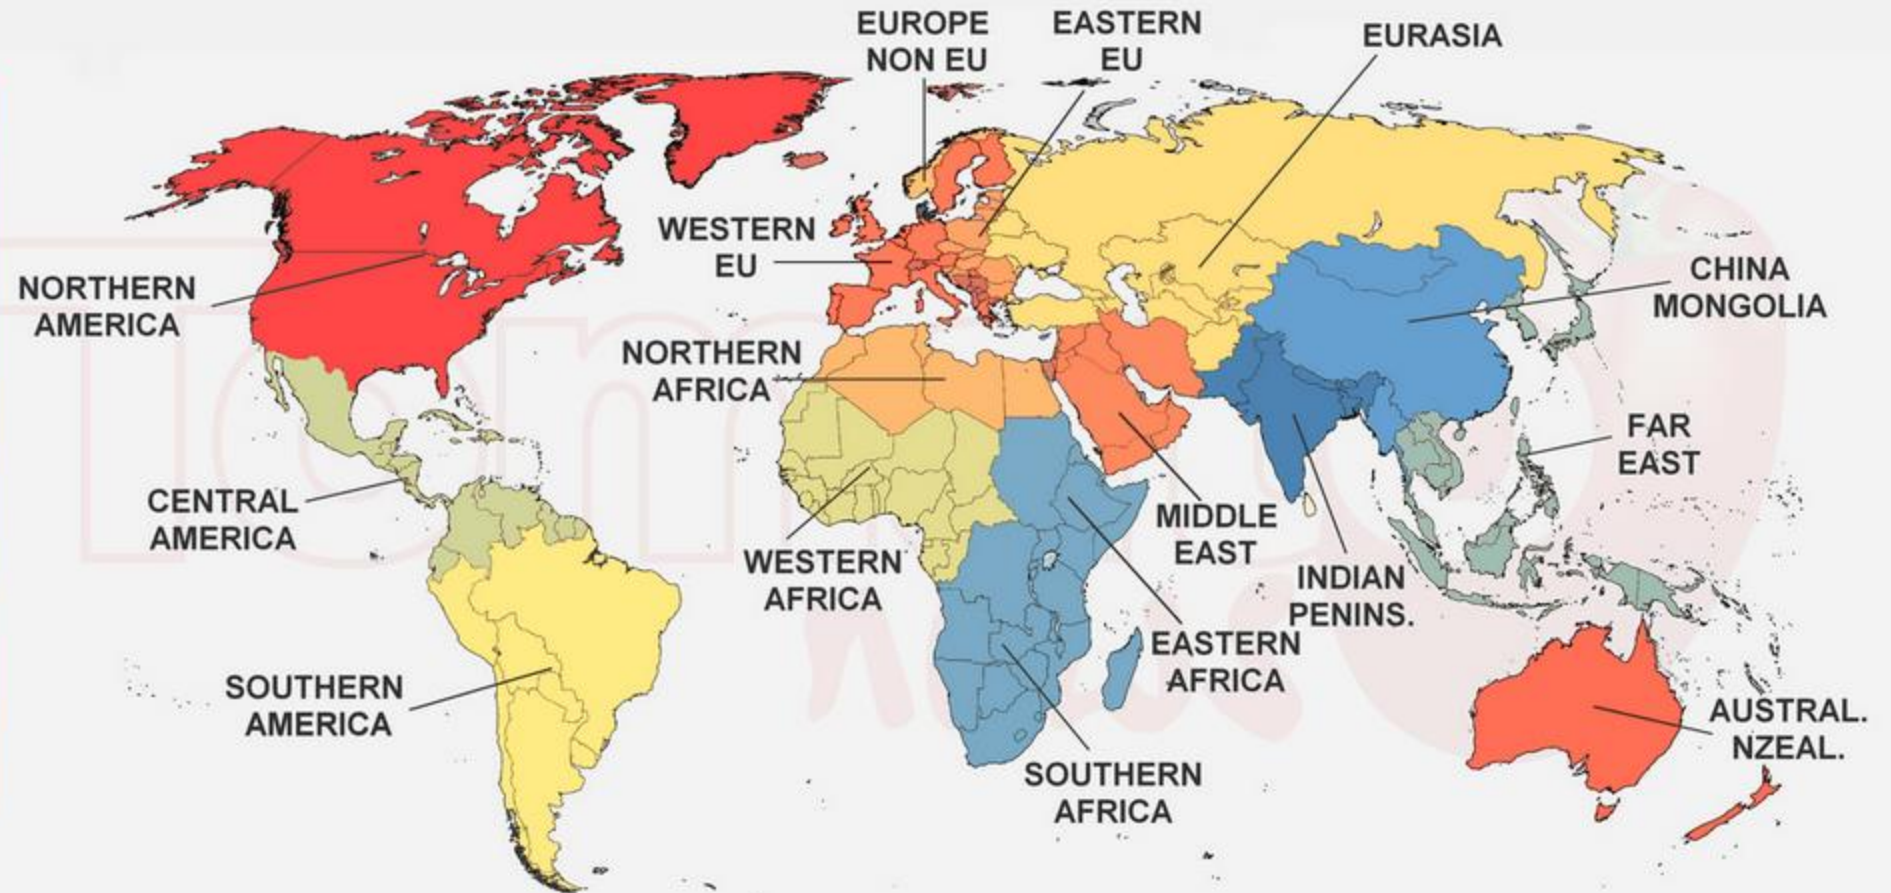 EUROPE
NON EU
EASTERN
EU
EURASIA
WESTERN
EU
NORTHERN
AMERICA
CHINA
MONGOLIA
NORTHERN
AFRICA
FAR
EAST
CENTRAL
AMERICA
MIDDLE
EAST
WESTERN
AFRICA
INDIAN
PENINS.
EASTERN
AFRICA
SOUTHERN
AMERICA
AUSTRAL.
NZEAL.
SOUTHERN
AFRICA